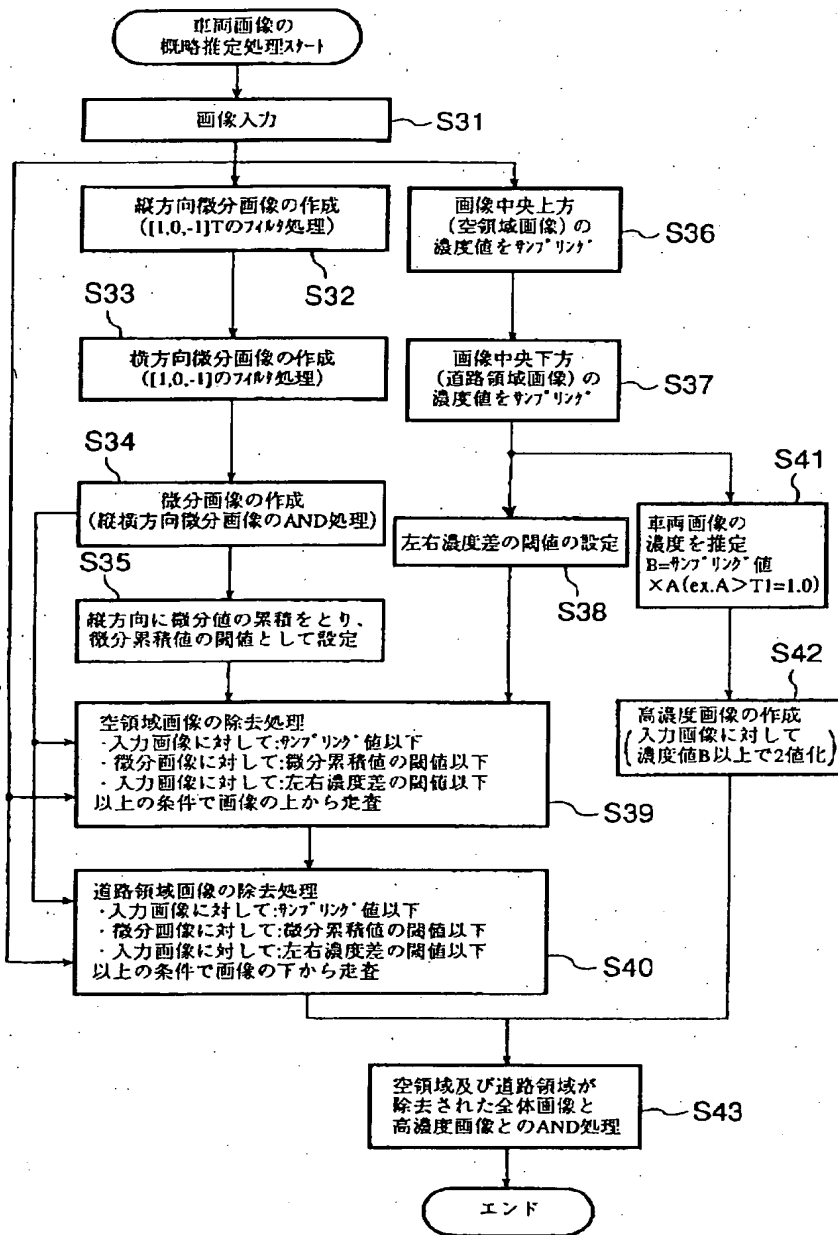 車両画像の
概略推定処理スタート
画像入力
S31
縦方向微分画像の作成
([1,0,-1]Tのフィルタ処理)
S32
画像中央上方
(空領域画像)の
濃度値をサンプリング
S36
S33
横方向微分画像の作成
([1,0,-1]のフィルタ処理)
画像中央下方
(道路領域画像)の
濃度値をサンプリング
S37
S34
微分画像の作成
(縦横方向微分画像のAND処理)
左右濃度差の閾値の設定
S38
S41
車両画像の
濃度を推定
B=サンプリング値
×A(ex.A>T1=1.0)
S35
縦方向に微分値の累積をとり、
微分累積値の閾値として設定
S42
高濃度画像の作成
(入力画像に対して
濃度値B以上で2値化)
空領域画像の除去処理
・入力画像に対して:サンプリング値以下
・微分画像に対して:微分累積値の閾値以下
・入力画像に対して:左右濃度差の閾値以下
以上の条件で画像の上から走査
S39
道路領域画像の除去処理
・入力画像に対して:サンプリング値以下
・微分画像に対して:微分累積値の閾値以下
・入力画像に対して:左右濃度差の閾値以下
以上の条件で画像の下から走査
S40
空領域及び道路領域が
除去された全体画像と
高濃度画像とのAND処理
S43
エンド